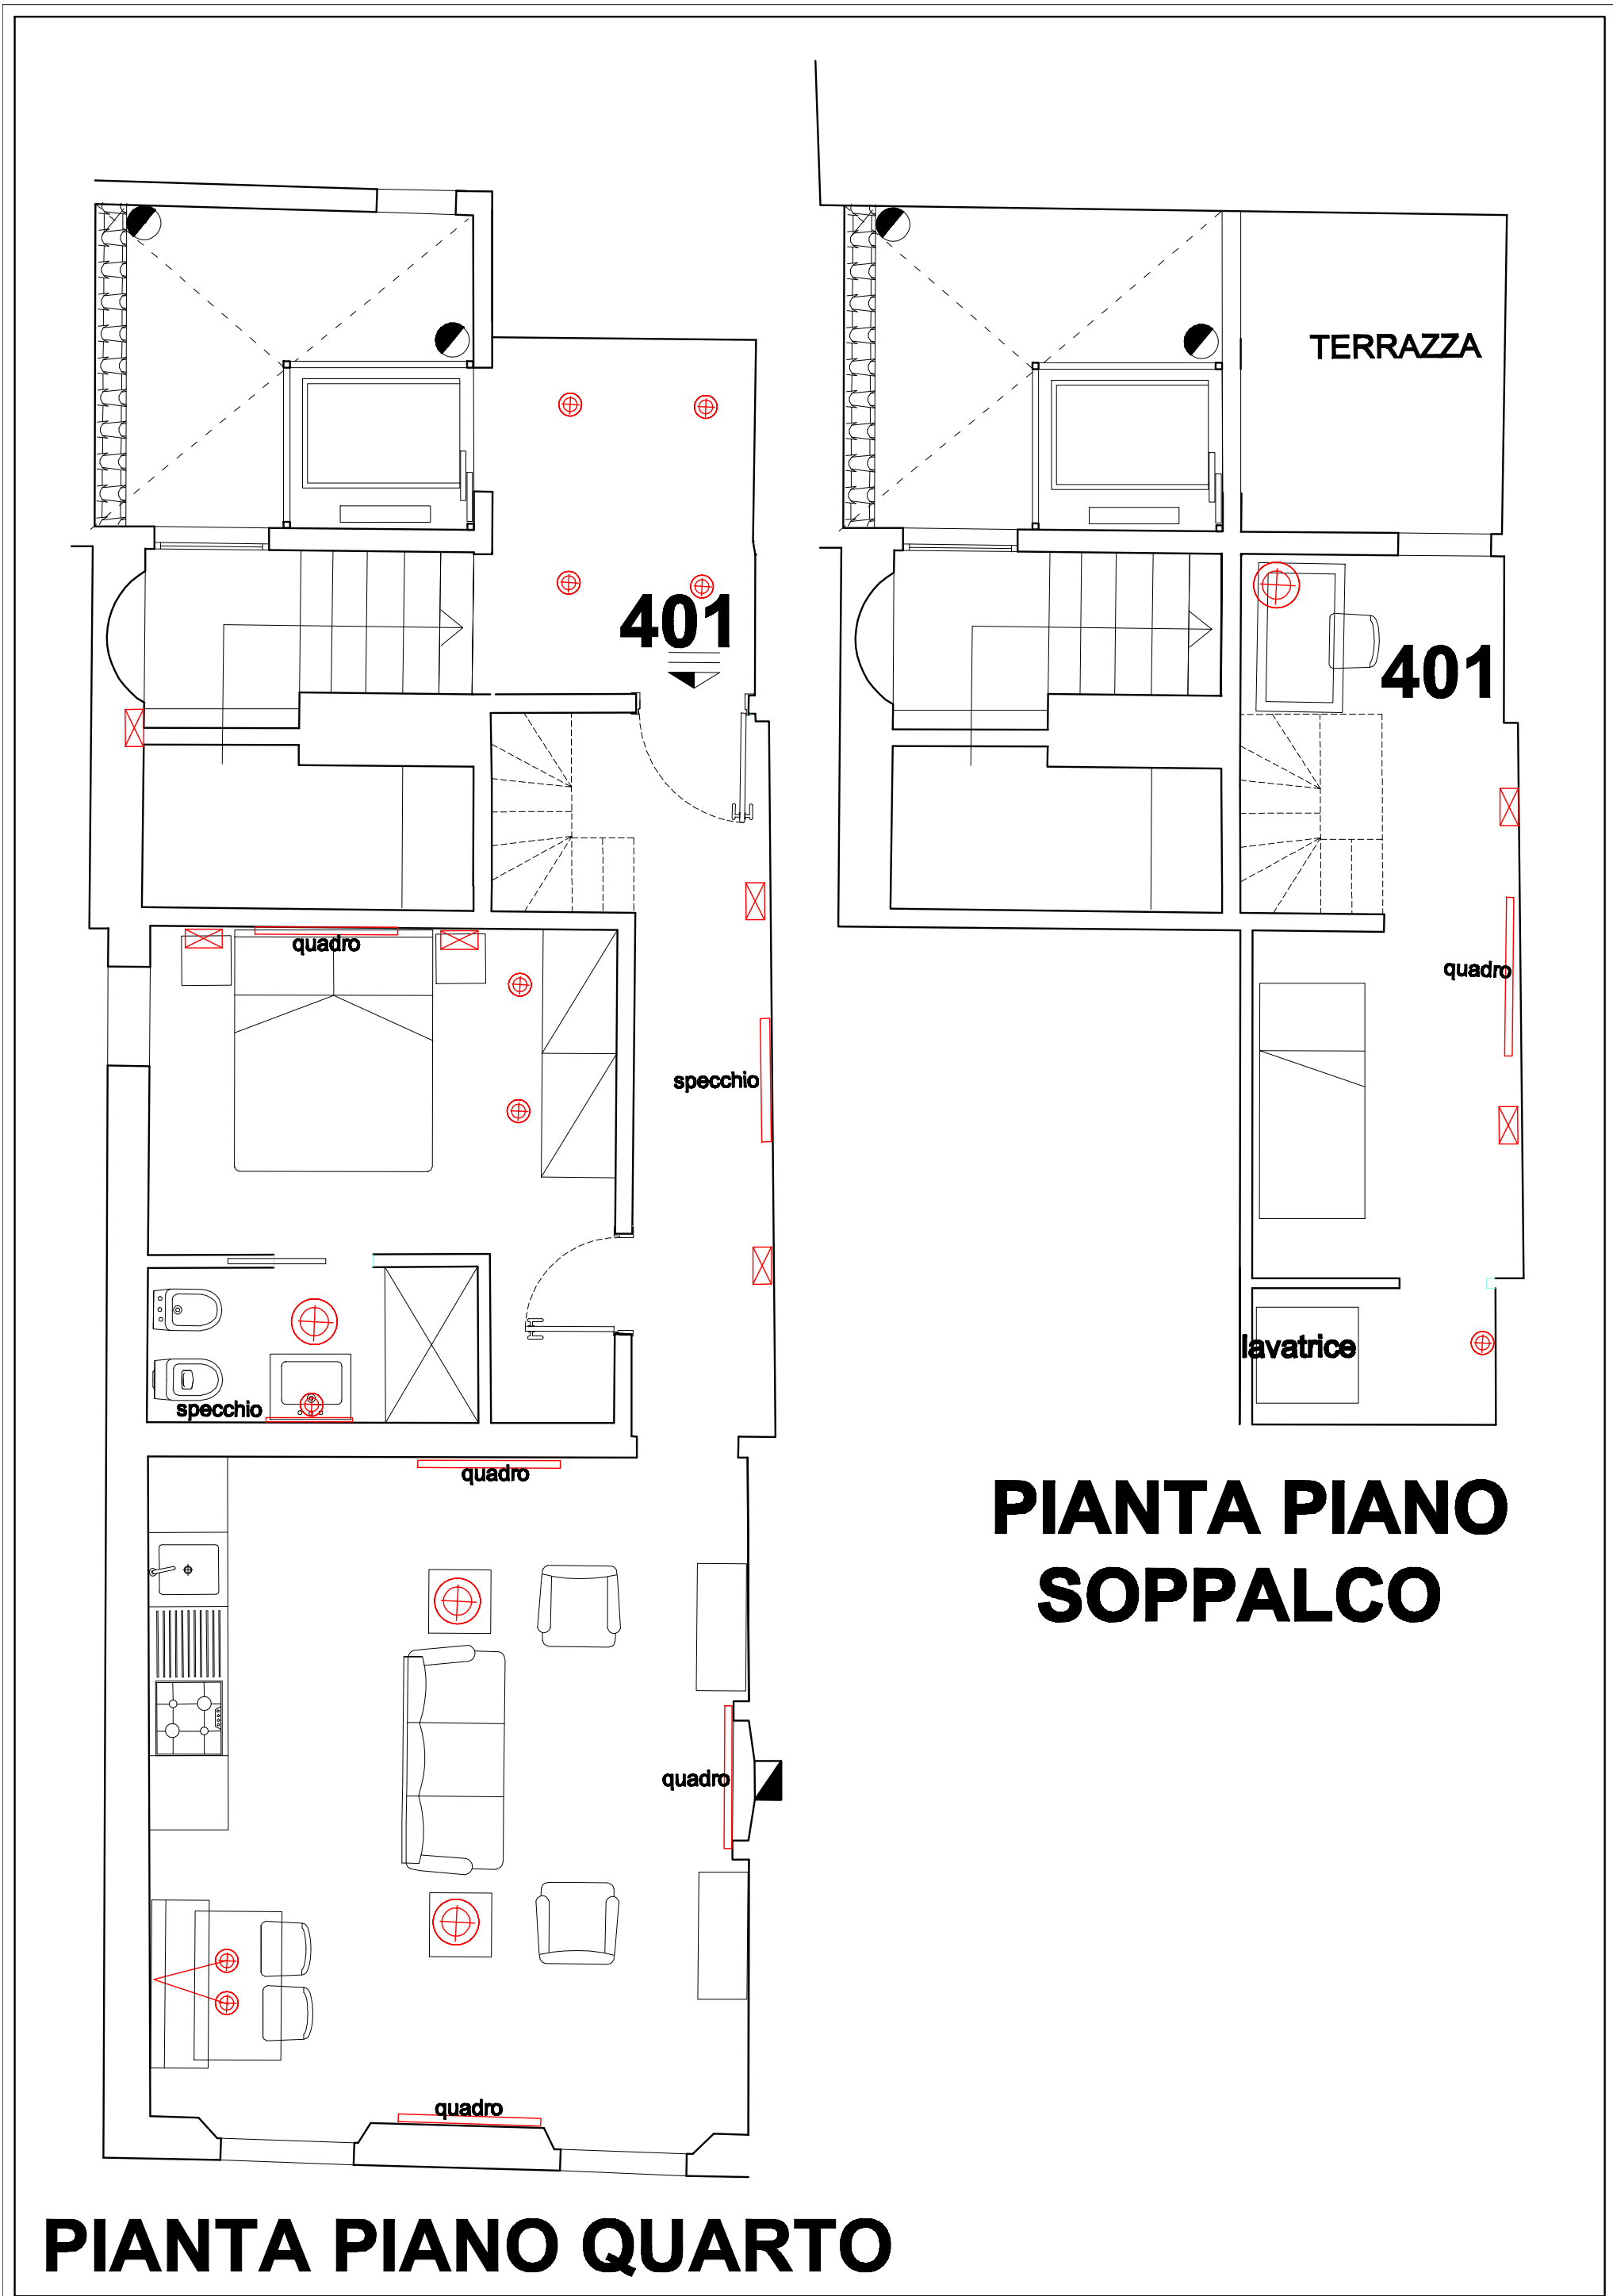 TERRAZZA
401
401
quadro
quadro
specchio
lavatrice
specchio
quadro
PIANTA PIANO
SOPPALCO
quadro
quadro
PIANTA PIANO QUARTO